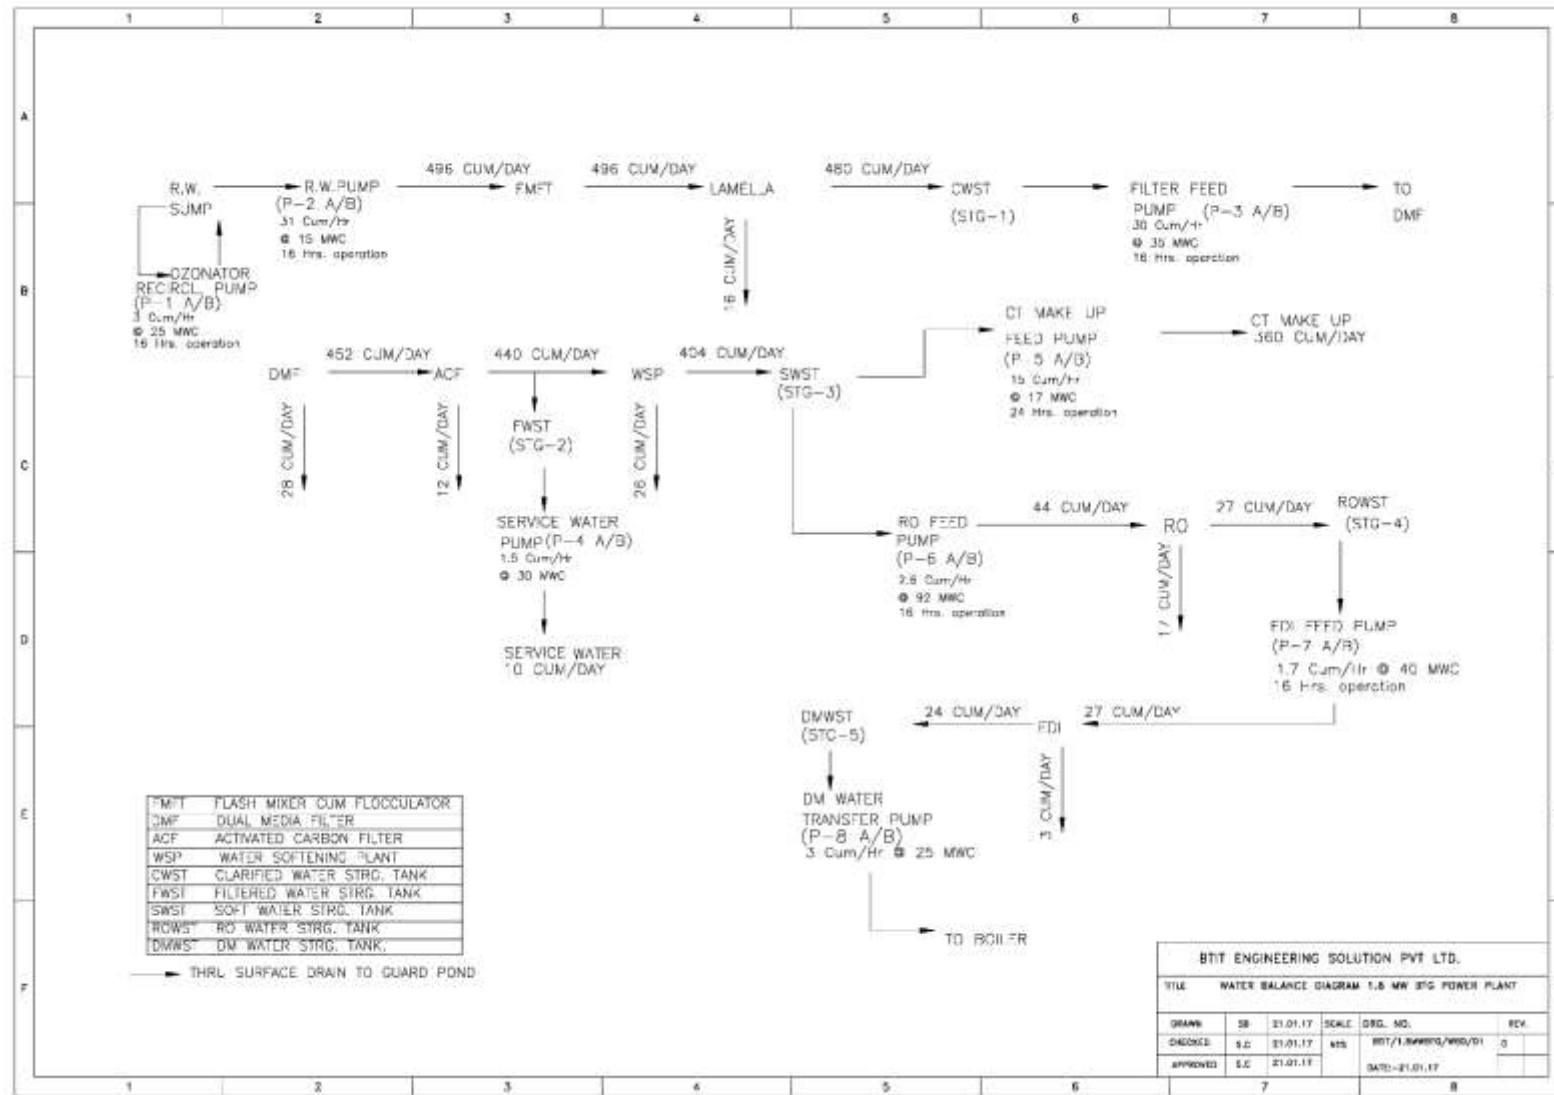 1 2 3 4 5 6 7 8
A
496 CUM/DAY 496 CUM/DAY 480 CUM/DAY
R.W. SUMP
R.W.PUMP
(P-2 A/B)
31 Cum/Hr
@ 15 MWC
16 Hrs. operation
FMFT
LAMELLA
16 CUM/DAY
CWST
(STG-1)
FILTER FEED
PUMP (P-3 A/B)
30 Cum/Hr
@ 35 MWC
16 Hrs. operation
TO
DMF
B
OZONATOR
RECIRCL. PUMP
(P-1 A/B)
3 Cum/Hr
@ 25 MWC
16 Hrs. operation
CT MAKE UP
FEED PUMP
(P-5 A/B)
15 Cum/Hr
@ 17 MWC
24 Hrs. operation
CT MAKE UP
360 CUM/DAY
452 CUM/DAY 440 CUM/DAY 404 CUM/DAY
DMF ACF WSP
SWST
(STG-3)
28 CUM/DAY
12 CUM/DAY
FWST
(STG-2)
26 CUM/DAY
C
SERVICE WATER
PUMP(P-4 A/B)
1.5 Cum/Hr
@ 30 MWC
RO FEED
PUMP
(P-6 A/B)
2.8 Cum/Hr
@ 92 MWC
16 Hrs. operation
44 CUM/DAY
RO
27 CUM/DAY
ROWST
(STG-4)
17 CUM/DAY
D
SERVICE WATER
10 CUM/DAY
EDI FEED PUMP
(P-7 A/B)
1.7 Cum/Hr @ 40 MWC
16 Hrs. operation
DMWST
(STG-5)
24 CUM/DAY
EDI
27 CUM/DAY
3 CUM/DAY
E
DM WATER
TRANSFER PUMP
(P-8 A/B)
3 Cum/Hr @ 25 MWC
TO BOILER
FMFT FLASH MIXER CUM FLOCCULATOR
DMF DUAL MEDIA FILTER
ACF ACTIVATED CARBON FILTER
WSP WATER SOFTENING PLANT
CWST CLARIFIED WATER STRG. TANK
FWST FILTERED WATER STRG. TANK
SWST SOFT WATER STRG. TANK
ROWST RO WATER STRG. TANK
DMWST DM WATER STRG. TANK.
THRU SURFACE DRAIN TO GUARD POND
F
BTIT ENGINEERING SOLUTION PVT LTD.
TITLE WATER BALANCE DIAGRAM 1.8 MW BTG POWER PLANT
DRAWN SB 21.01.17 SCALE DRG. NO. REV.
CHECKED S.C 21.01.17 NTS 0
APPROVED S.C 21.01.17 DATE:-21.01.17
1 2 3 4 5 6 7 8